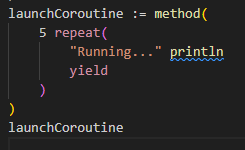 launchCoroutine := method(
    5 repeat(
        "Running..." println
        yield
    )
)
launchCoroutine